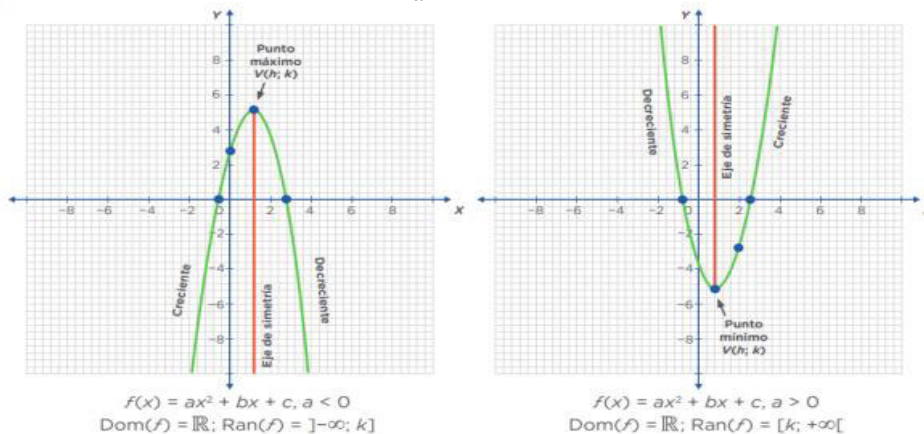 Y
Punto
máximo
V(h; k)
8
6
4
2
-8
-6
-4
-2
0
2
4
6
8
X
-2
-4
-6
-8
Creciente
Eje de simetría
Decreciente
f(x) = ax² + bx + c, a < 0
Dom(f) = ℝ; Ran(f) = ]-∞; k]
Y
8
6
4
2
Decreciente
Eje de simetría
Creciente
-8
-6
-4
-2
0
2
4
6
8
X
-2
-4
-6
-8
Punto
mínimo
V(h; k)
f(x) = ax² + bx + c, a > 0
Dom(f) = ℝ; Ran(f) = [k; +∞[